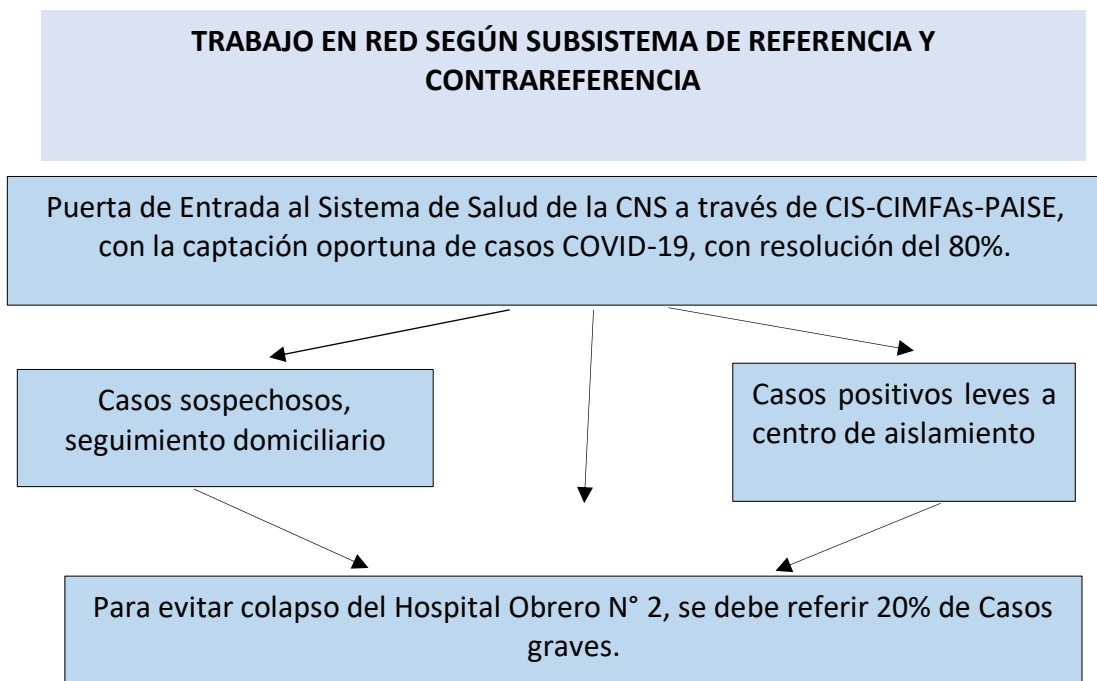 TRABAJO EN RED SEGÚN SUBSISTEMA DE REFERENCIA Y
CONTRAREFERENCIA
Puerta de Entrada al Sistema de Salud de la CNS a través de CIS-CIMFAs-PAISE,
con la captación oportuna de casos COVID-19, con resolución del 80%.
Casos sospechosos,
seguimiento domiciliario
Casos positivos leves a
centro de aislamiento
Para evitar colapso del Hospital Obrero N° 2, se debe referir 20% de Casos
graves.